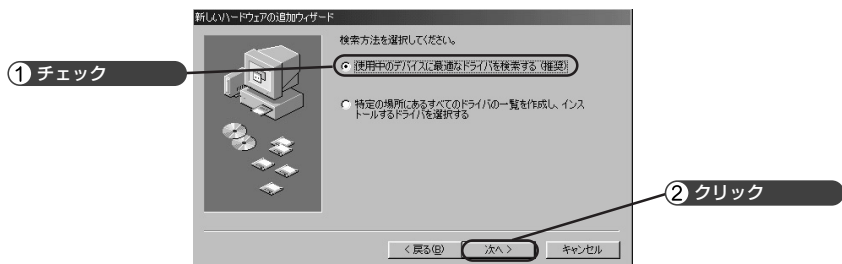 新しいハードウェアの追加ウィザード
検索方法を選択してください。
① チェック
使用中のデバイスに最適なドライバを検索する (推奨)
特定の場所にあるすべてのドライバの一覧を作成し、インス
トールするドライバを選択する
② クリック
< 戻る(B)
次へ >
キャンセル